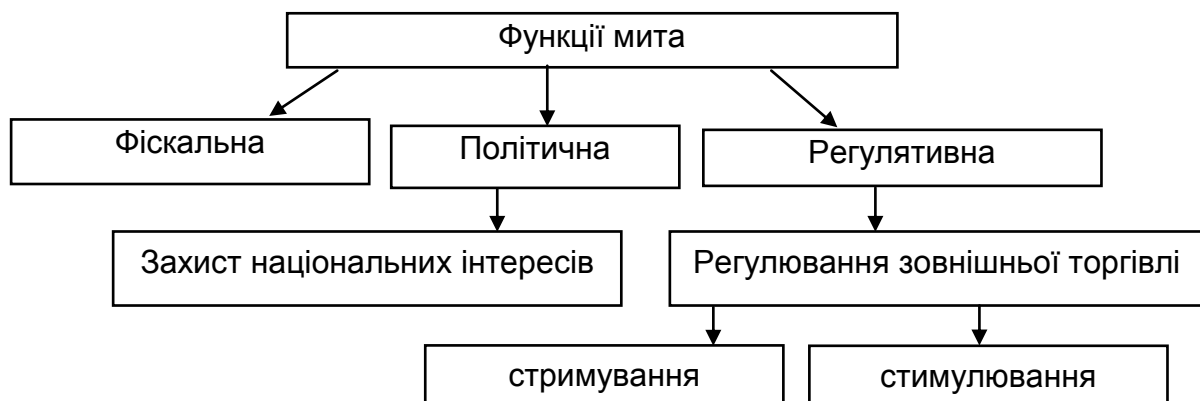 Функції мита
Фіскальна
Політична
Регулятивна
Захист національних інтересів
Регулювання зовнішньої торгівлі
стримування
стимулювання